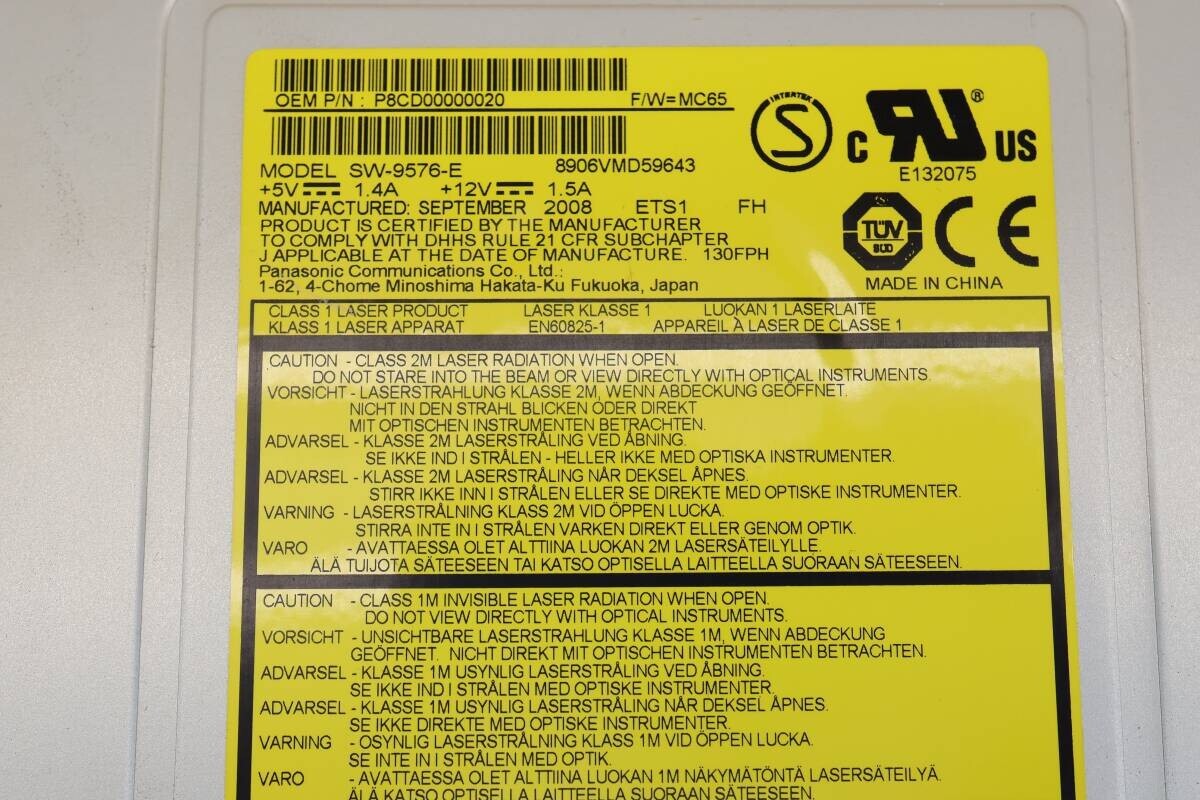 OEM P/N : P8CD00000020 F/W=MC65
INTERTEK
S
C UR ® US
MODEL SW-9576-E 8906VMD59643
E132075
+5V 1.4A +12V 1.5A
MANUFACTURED: SEPTEMBER 2008 ETS1 FH
PRODUCT IS CERTIFIED BY THE MANUFACTURER
TO COMPLY WITH DHHS RULE 21 CFR SUBCHAPTER
J APPLICABLE AT THE DATE OF MANUFACTURE. 130FPH
TÜV
SÜD
CE
Panasonic Communications Co., Ltd.:
1-62, 4-Chome Minoshima Hakata-Ku Fukuoka, Japan
MADE IN CHINA
CLASS 1 LASER PRODUCT LASER KLASSE 1 LUOKAN 1 LASERLAITE
KLASS 1 LASER APPARAT EN60825-1 APPAREIL À LASER DE CLASSE 1
CAUTION - CLASS 2M LASER RADIATION WHEN OPEN.
DO NOT STARE INTO THE BEAM OR VIEW DIRECTLY WITH OPTICAL INSTRUMENTS.
VORSICHT - LASERSTRAHLUNG KLASSE 2M, WENN ABDECKUNG GEÖFFNET.
NICHT IN DEN STRAHL BLICKEN ODER DIREKT
MIT OPTISCHEN INSTRUMENTEN BETRACHTEN.
ADVARSEL - KLASSE 2M LASERSTRÅLING VED ÅBNING.
SE IKKE IND I STRÅLEN - HELLER IKKE MED OPTISKA INSTRUMENTER.
ADVARSEL - KLASSE 2M LASERSTRÅLING NÅR DEKSEL ÅPNES.
STIRR IKKE INN I STRÅLEN ELLER SE DIREKTE MED OPTISKE INSTRUMENTER.
VARNING - LASERSTRÅLNING KLASS 2M VID ÖPPEN LUCKA.
STIRRA INTE IN I STRÅLEN VARKEN DIREKT ELLER GENOM OPTIK.
VARO - AVATTAESSA OLET ALTTIINA LUOKAN 2M LASERSÄTEILYLLE.
ÄLÄ TUIJOTA SÄTEESEEN TAI KATSO OPTISELLA LAITTEELLA SUORAAN SÄTEESEEN.
CAUTION - CLASS 1M INVISIBLE LASER RADIATION WHEN OPEN.
DO NOT VIEW DIRECTLY WITH OPTICAL INSTRUMENTS.
VORSICHT - UNSICHTBARE LASERSTRAHLUNG KLASSE 1M, WENN ABDECKUNG
GEÖFFNET. NICHT DIREKT MIT OPTISCHEN INSTRUMENTEN BETRACHTEN.
ADVARSEL - KLASSE 1M USYNLIG LASERSTRÅLING VED ÅBNING.
SE IKKE IND I STRÅLEN MED OPTISKE INSTRUMENTER.
ADVARSEL - KLASSE 1M USYNLIG LASERSTRÅLING NÅR DEKSEL ÅPNES.
SE IKKE DIREKTE MED OPTISKE INSTRUMENTER.
VARNING - OSYNLIG LASERSTRÅLNING KLASS 1M VID ÖPPEN LUCKA.
SE INTE IN I STRÅLEN MED OPTIK.
VARO - AVATTAESSA OLET ALTTIINA LUOKAN 1M NÄKYMÄTÖNTÄ LASERSÄTEILYÄ.
ÄLÄ KATSO OPTISELLA LAITTEELLA SUORAAN SÄTEESEEN.